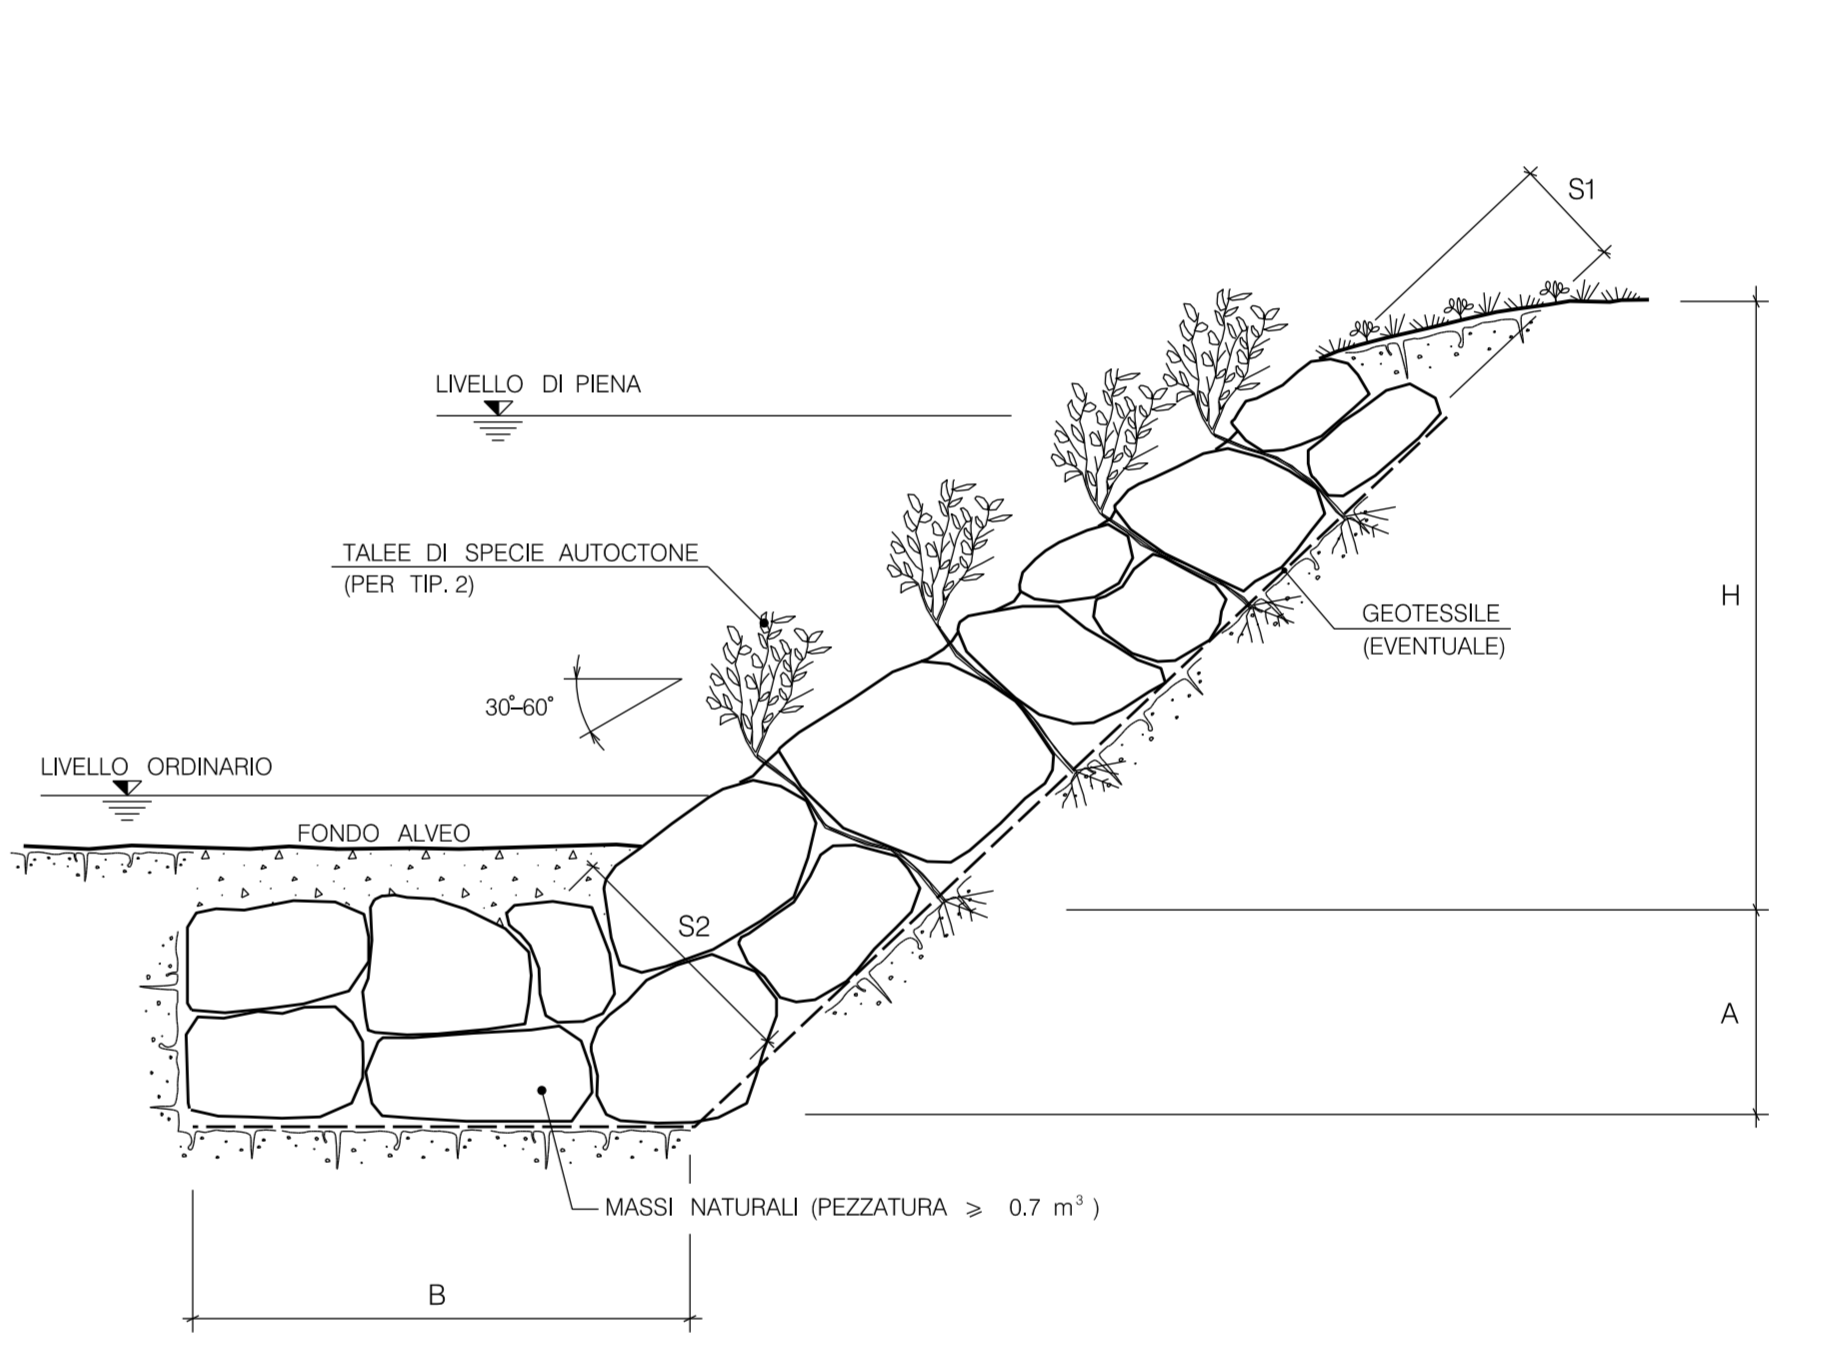 S1
LIVELLO DI PIENA
TALEE DI SPECIE AUTOCTONE
(PER TIP. 2)
H
GEOTESSILE
(EVENTUALE)
30°–60°
LIVELLO ORDINARIO
FONDO ALVEO
S2
A
MASSI NATURALI (PEZZATURA ⩾ 0.7 m³ )
B